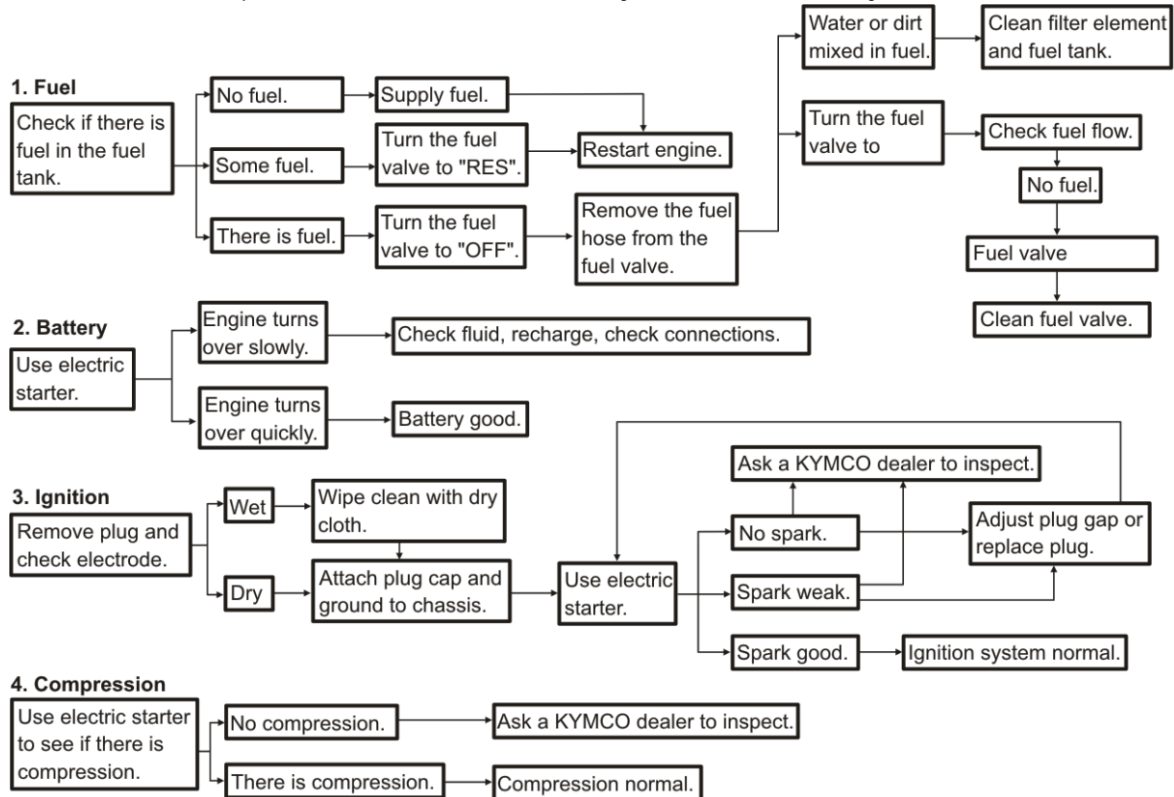 1. Fuel
Check if there is
fuel in the fuel
tank.
No fuel.
Supply fuel.
Some fuel.
Turn the fuel
valve to "RES".
Restart engine.
There is fuel.
Turn the fuel
valve to "OFF".
Remove the fuel
hose from the
fuel valve.
Water or dirt
mixed in fuel.
Clean filter element
and fuel tank.
Turn the fuel
valve to
Check fuel flow.
No fuel.
Fuel valve
Clean fuel valve.
2. Battery
Use electric
starter.
Engine turns
over slowly.
Check fluid, recharge, check connections.
Engine turns
over quickly.
Battery good.
3. Ignition
Remove plug and
check electrode.
Wet
Wipe clean with dry
cloth.
Dry
Attach plug cap and
ground to chassis.
Use electric
starter.
Ask a KYMCO dealer to inspect.
No spark.
Adjust plug gap or
replace plug.
Spark weak.
Spark good.
Ignition system normal.
4. Compression
Use electric starter
to see if there is
compression.
No compression.
Ask a KYMCO dealer to inspect.
There is compression.
Compression normal.